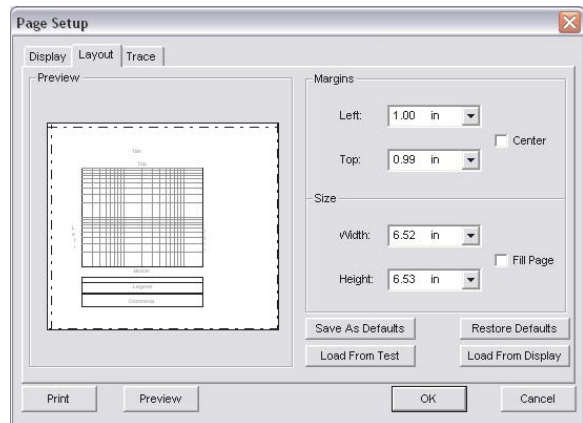 Page Setup
Display Layout Trace
Preview
Title
Top
Left
Bottom
Legend
Comments
Margins
Left: 1.00 in
Center
Top: 0.99 in
Size
Width: 6.52 in
Fill Page
Height: 6.53 in
Save As Defaults Restore Defaults
Load From Test Load From Display
Print Preview OK Cancel